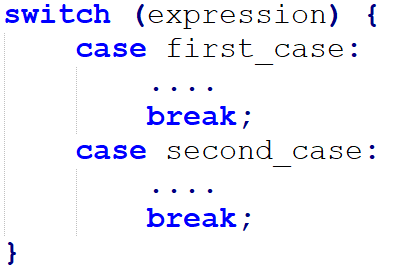 switch (expression) {
    case first_case:
        ....
        break;
    case second_case:
        ....
        break;
}